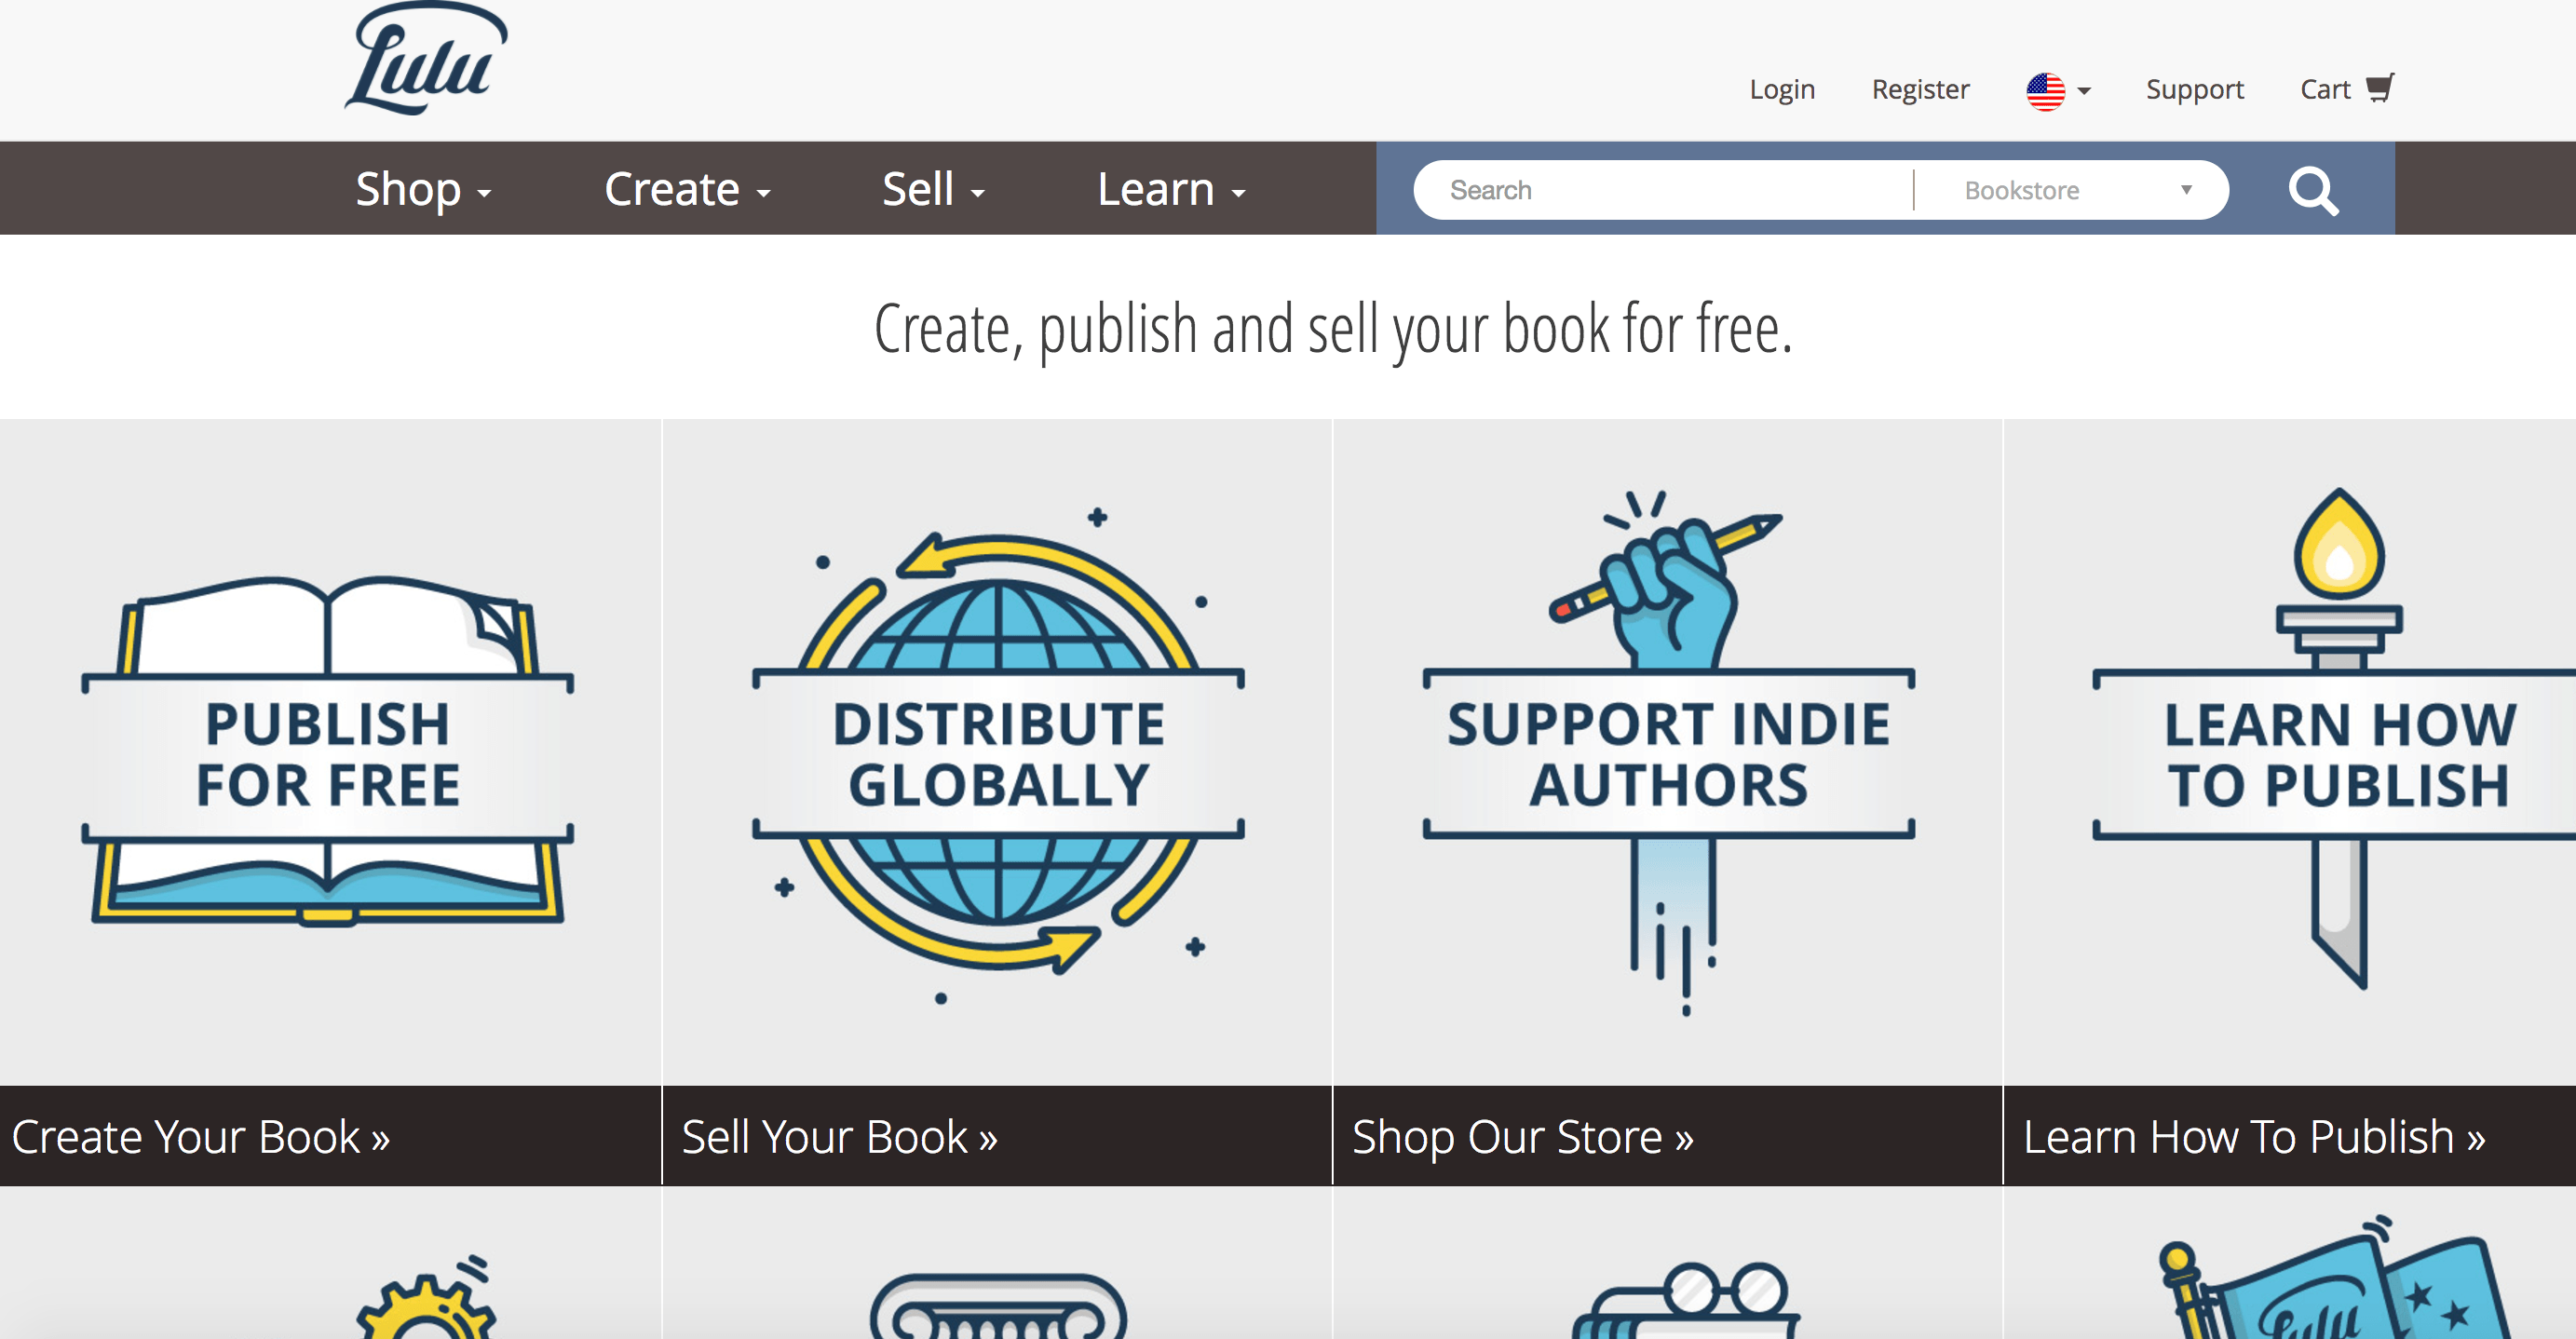 Lulu
Login Register Support Cart
Shop Create Sell Learn Search Bookstore
Create, publish and sell your book for free.
PUBLISH
FOR FREE
DISTRIBUTE
GLOBALLY
SUPPORT INDIE
AUTHORS
LEARN HOW
TO PUBLISH
Create Your Book »
Sell Your Book »
Shop Our Store »
Learn How To Publish »
Lulu